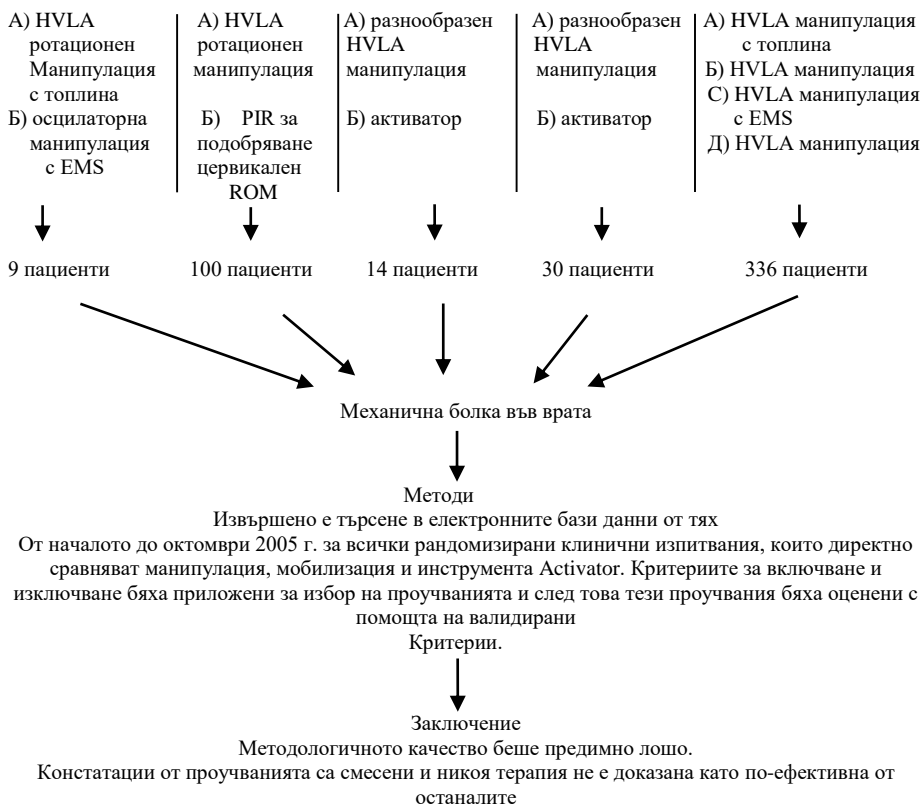 А) HVLA
ротационен
Манипулация
с топлина
Б) осцилаторна
манипулация
с EMS
А) HVLA
ротационен
манипулация
Б) PIR за
подобряване
цервикален
ROM
А) разнообразен
HVLA
манипулация
Б) активатор
А) разнообразен
HVLA
манипулация
Б) активатор
А) HVLA манипулация
с топлина
Б) HVLA манипулация
С) HVLA манипулация
с EMS
Д) HVLA манипулация
9 пациенти
100 пациенти
14 пациенти
30 пациенти
336 пациенти
Механична болка във врата
Методи
Извършено е търсене в електронните бази данни от тях
От началото до октомври 2005 г. за всички рандомизирани клинични изпитвания, които директно
сравняват манипулация, мобилизация и инструмента Activator. Критериите за включване и
изключване бяха приложени за избор на проучванията и след това тези проучвания бяха оценени с
помощта на валидирани
Критерии.
Заключение
Методологичното качество беше предимно лошо.
Констатации от проучванията са смесени и никоя терапия не е доказана като по-ефективна от
останалите